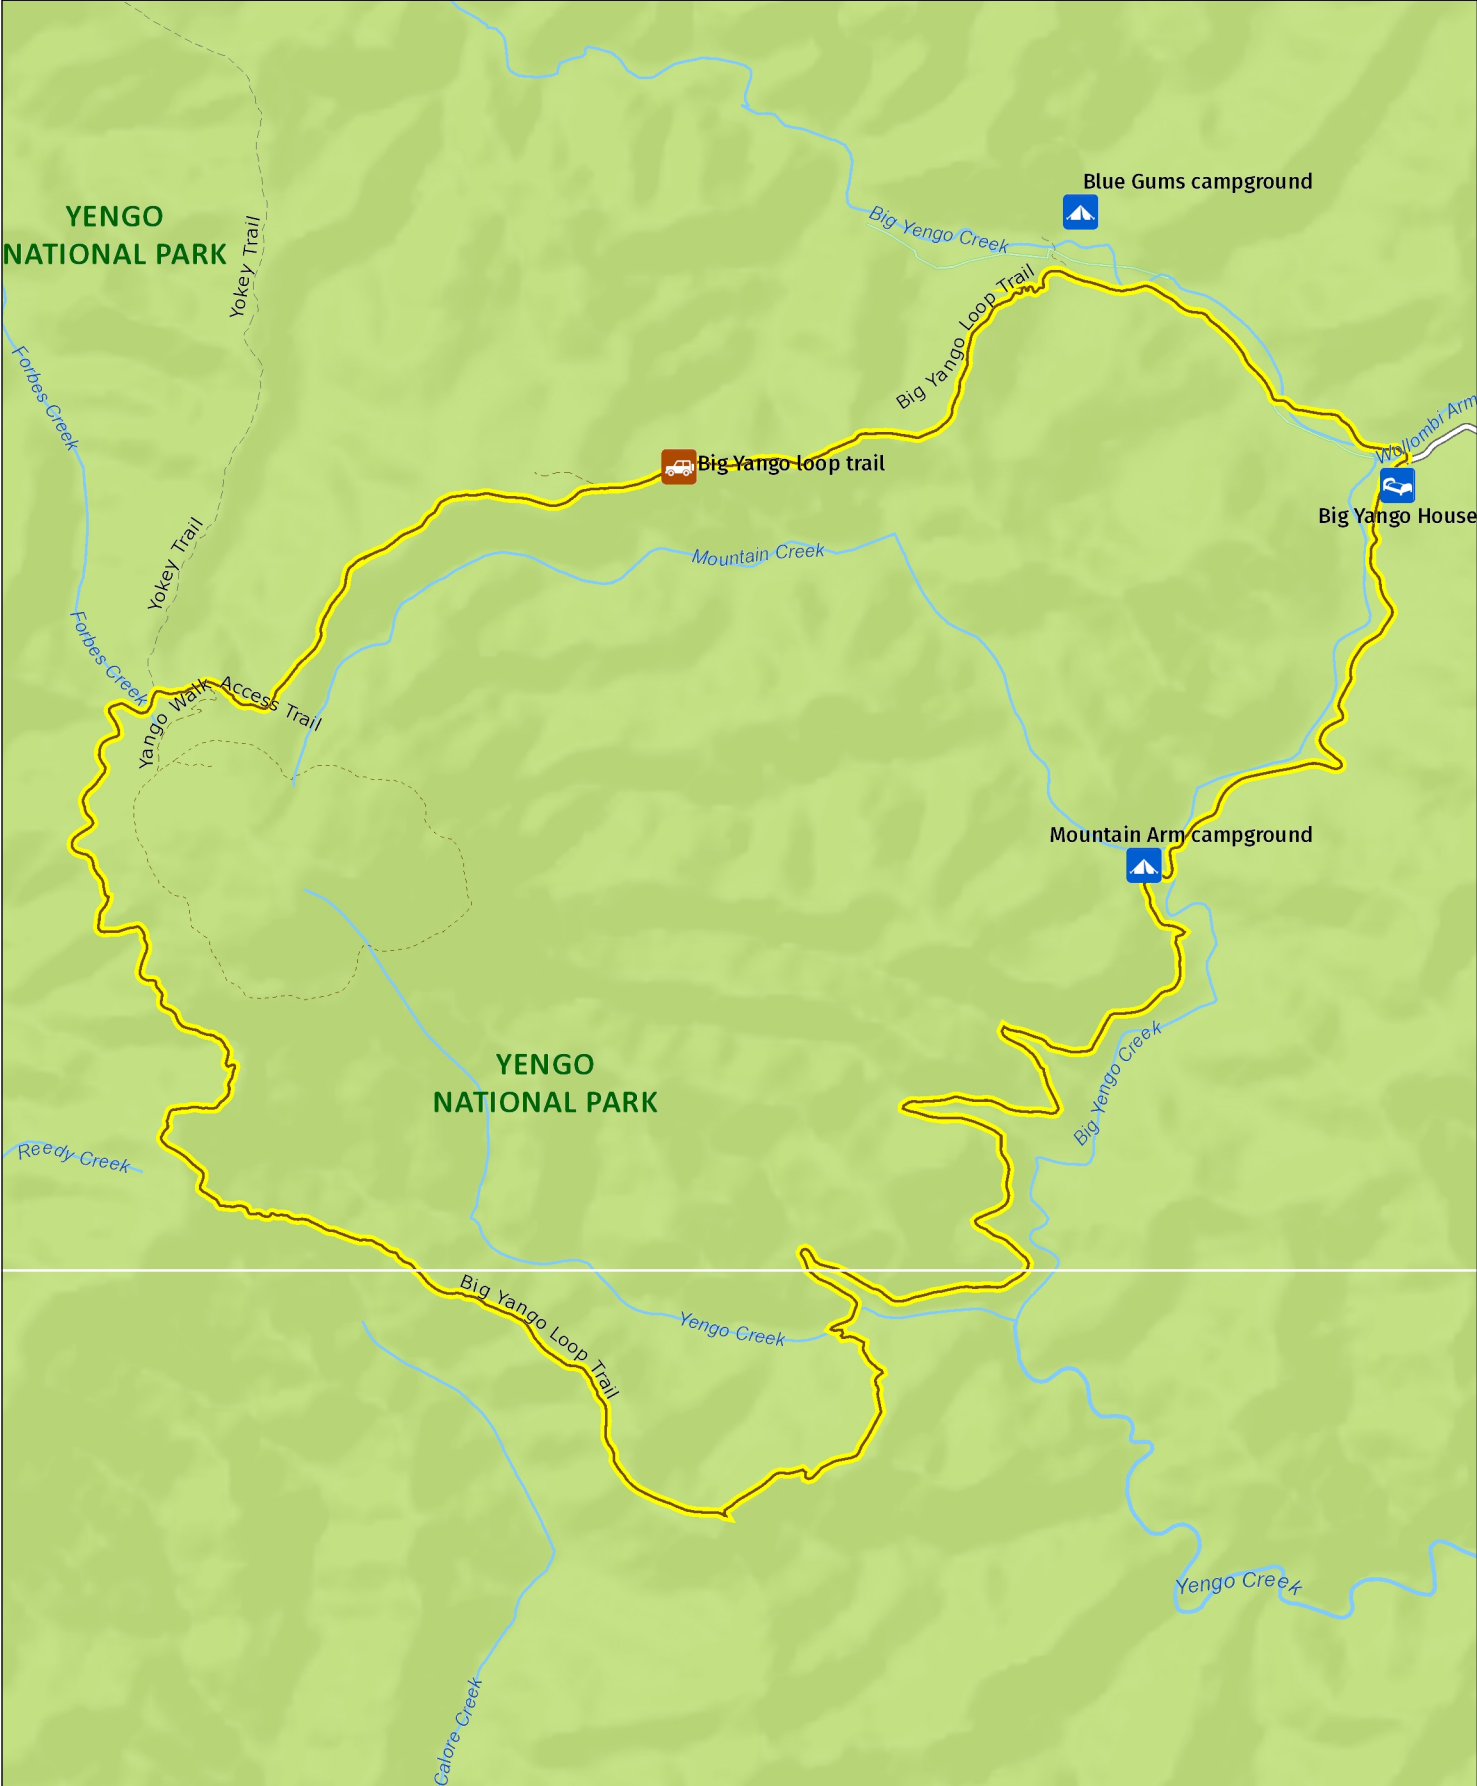 Blue Gums campground
YENGO
NATIONAL PARK
Big Yengo Creek
Yokey Trail
Big Yango Loop Trail
Forbes Creek
Wollombi Arm
Big Yango loop trail
Big Yango House
Mountain Creek
Yokey Trail
Forbes Creek
Yango Walk Access Trail
Mountain Arm campground
YENGO
NATIONAL PARK
Big Yengo Creek
Reedy Creek
Big Yango Loop Trail
Yengo Creek
Yengo Creek
Calore Creek